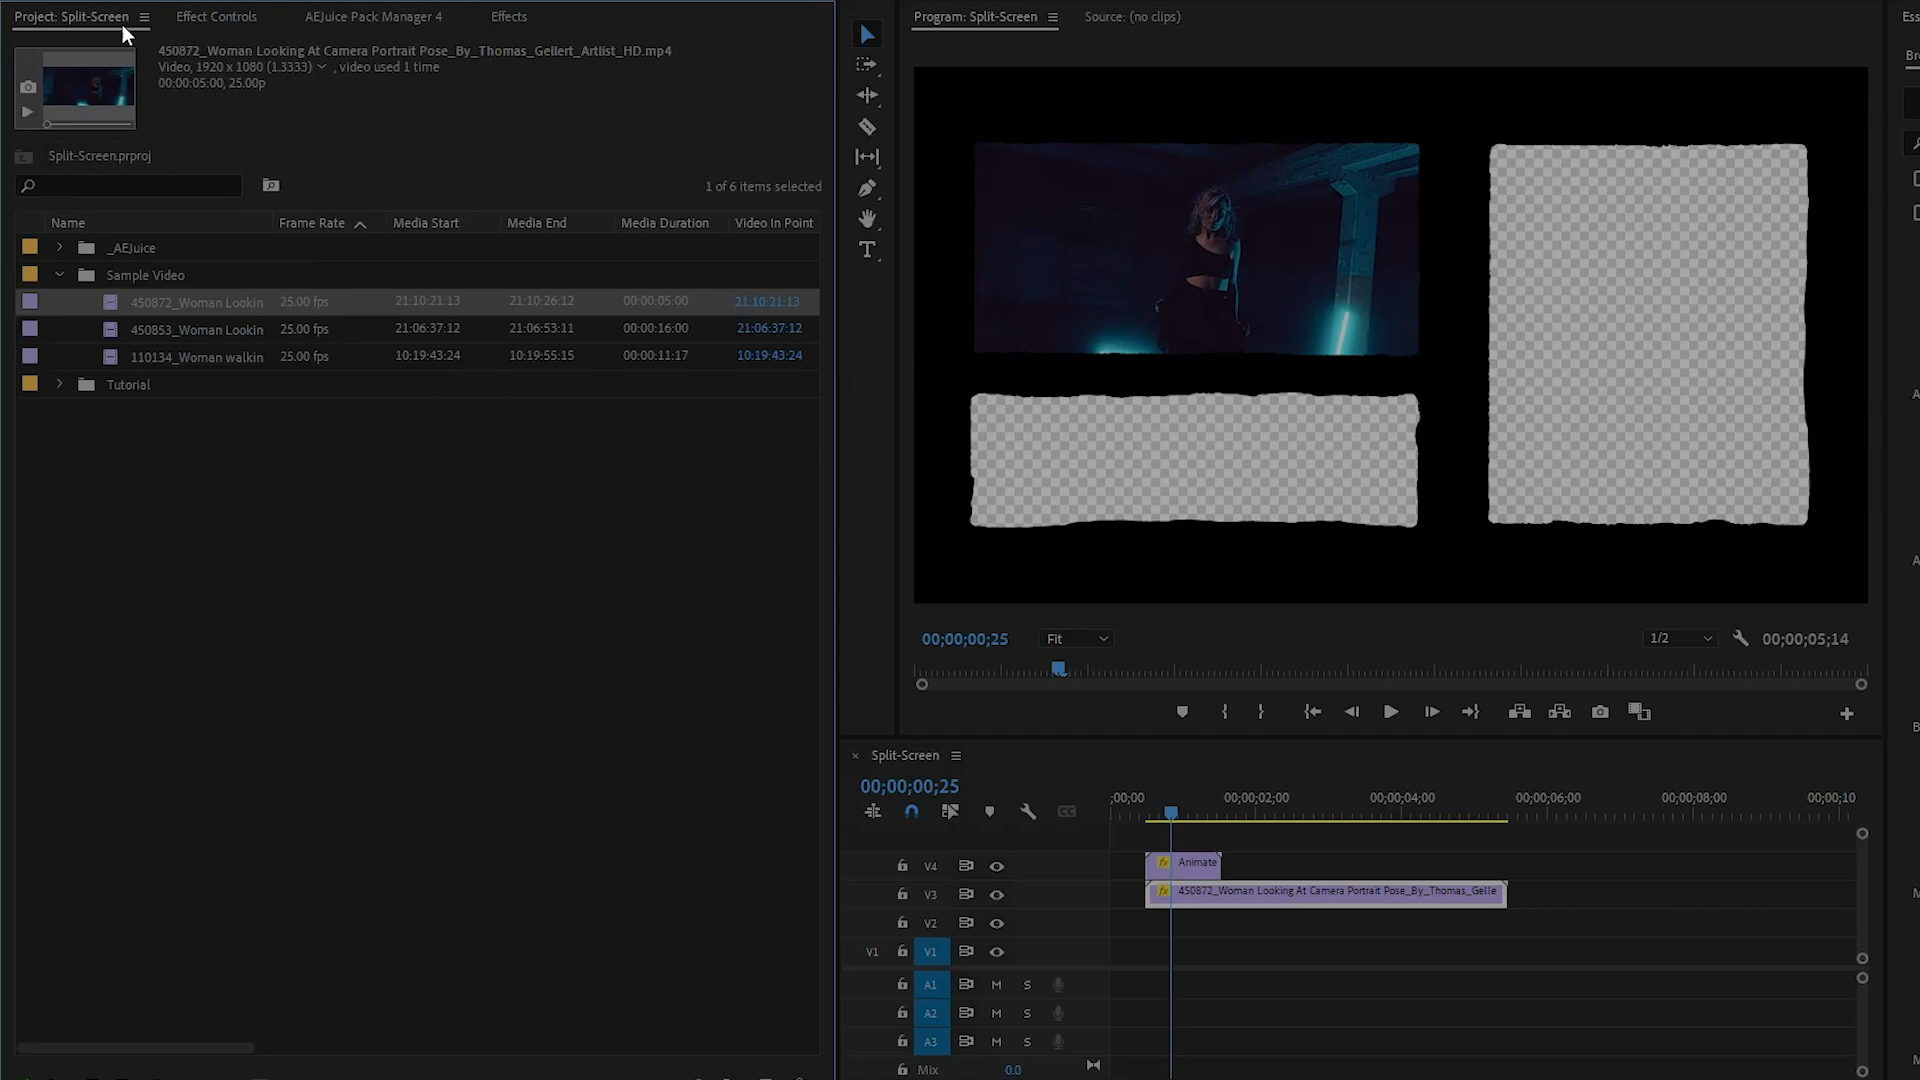 Project: Split-Screen
Effect Controls
AEJuice Pack Manager 4
Effects
450872_Woman Looking At Camera Portrait Pose_By_Thomas_Gellert_Artlist_HD.mp4
Video, 1920 x 1080 (1.3333) , video used 1 time
00:00:05:00, 25.00p
Split-Screen.prproj
1 of 6 items selected
Name Frame Rate Media Start Media End Media Duration Video In Point
_AEJuice
Sample Video
450872_Woman Lookin 25.00 fps 21:10:21:13 21:10:26:12 00:00:05:00 21:10:21:13
450853_Woman Lookin 25.00 fps 21:06:37:12 21:06:53:11 00:00:16:00 21:06:37:12
110134_Woman walkin 25.00 fps 10:19:43:24 10:19:55:15 00:00:11:17 10:19:43:24
Tutorial
T
Program: Split-Screen
Source: (no clips)
00;00;00;25 Fit 1/2 00;00;05;14
× Split-Screen
00;00;00;25
;00;00 00;00;02;00 00;00;04;00 00;00;06;00 00;00;08;00 00;00;10
CC
V4 fx Animate
V3 fx 450872_Woman Looking At Camera Portrait Pose_By_Thomas_Gelle
V2
V1 V1
A1 M S
A2 M S
A3 M S
Mix 0.0
Ess